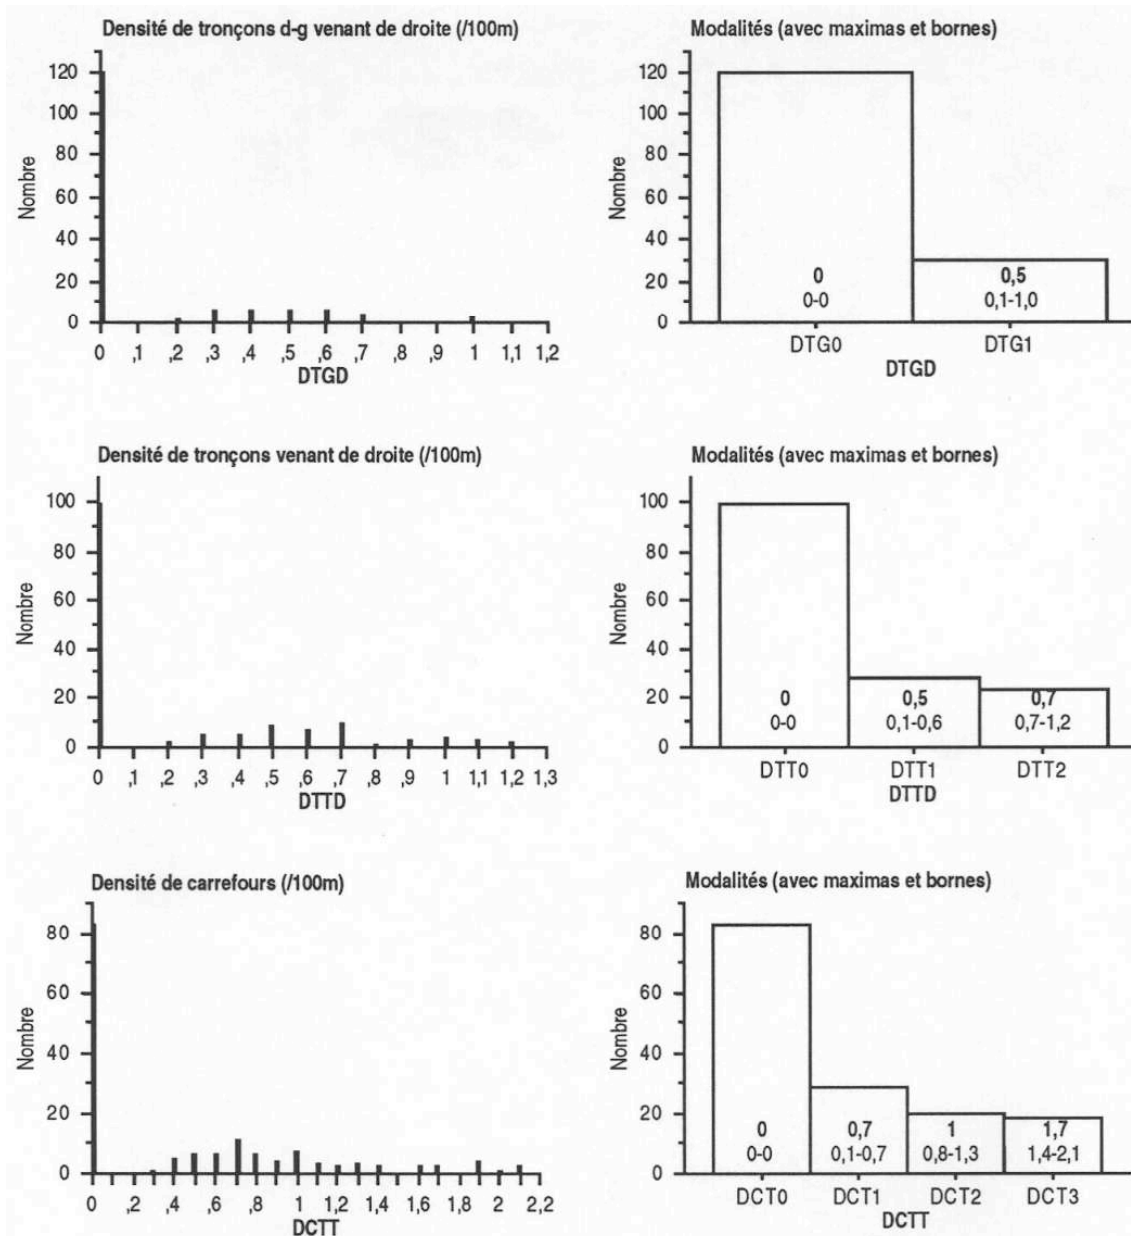 Densité de tronçons d-g venant de droite (/100m)
Nombre
120
100
80
60
40
20
0
0 ,1 ,2 ,3 ,4 ,5 ,6 ,7 ,8 ,9 1 1,1 1,2
DTGD
Modalités (avec maximas et bornes)
Nombre
120
100
80
60
40
20
0
0 0,5
0-0 0,1-1,0
DTG0 DTG1
DTGD
Densité de tronçons venant de droite (/100m)
Nombre
100
80
60
40
20
0
0 ,1 ,2 ,3 ,4 ,5 ,6 ,7 ,8 ,9 1 1,1 1,2 1,3
DTTD
Modalités (avec maximas et bornes)
Nombre
100
80
60
40
20
0
0 0,5 0,7
0-0 0,1-0,6 0,7-1,2
DTT0 DTT1 DTT2
DTTD
Densité de carrefours (/100m)
Nombre
80
60
40
20
0
0 ,2 ,4 ,6 ,8 1 1,2 1,4 1,6 1,8 2 2,2
DCTT
Modalités (avec maximas et bornes)
Nombre
80
60
40
20
0
0 0,7 1 1,7
0-0 0,1-0,7 0,8-1,3 1,4-2,1
DCT0 DCT1 DCT2 DCT3
DCTT